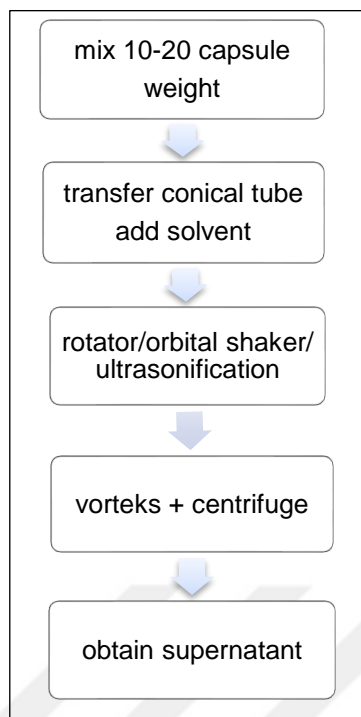 mix 10-20 capsule
weight
transfer conical tube
add solvent
rotator/orbital shaker/
ultrasonification
vorteks + centrifuge
obtain supernatant